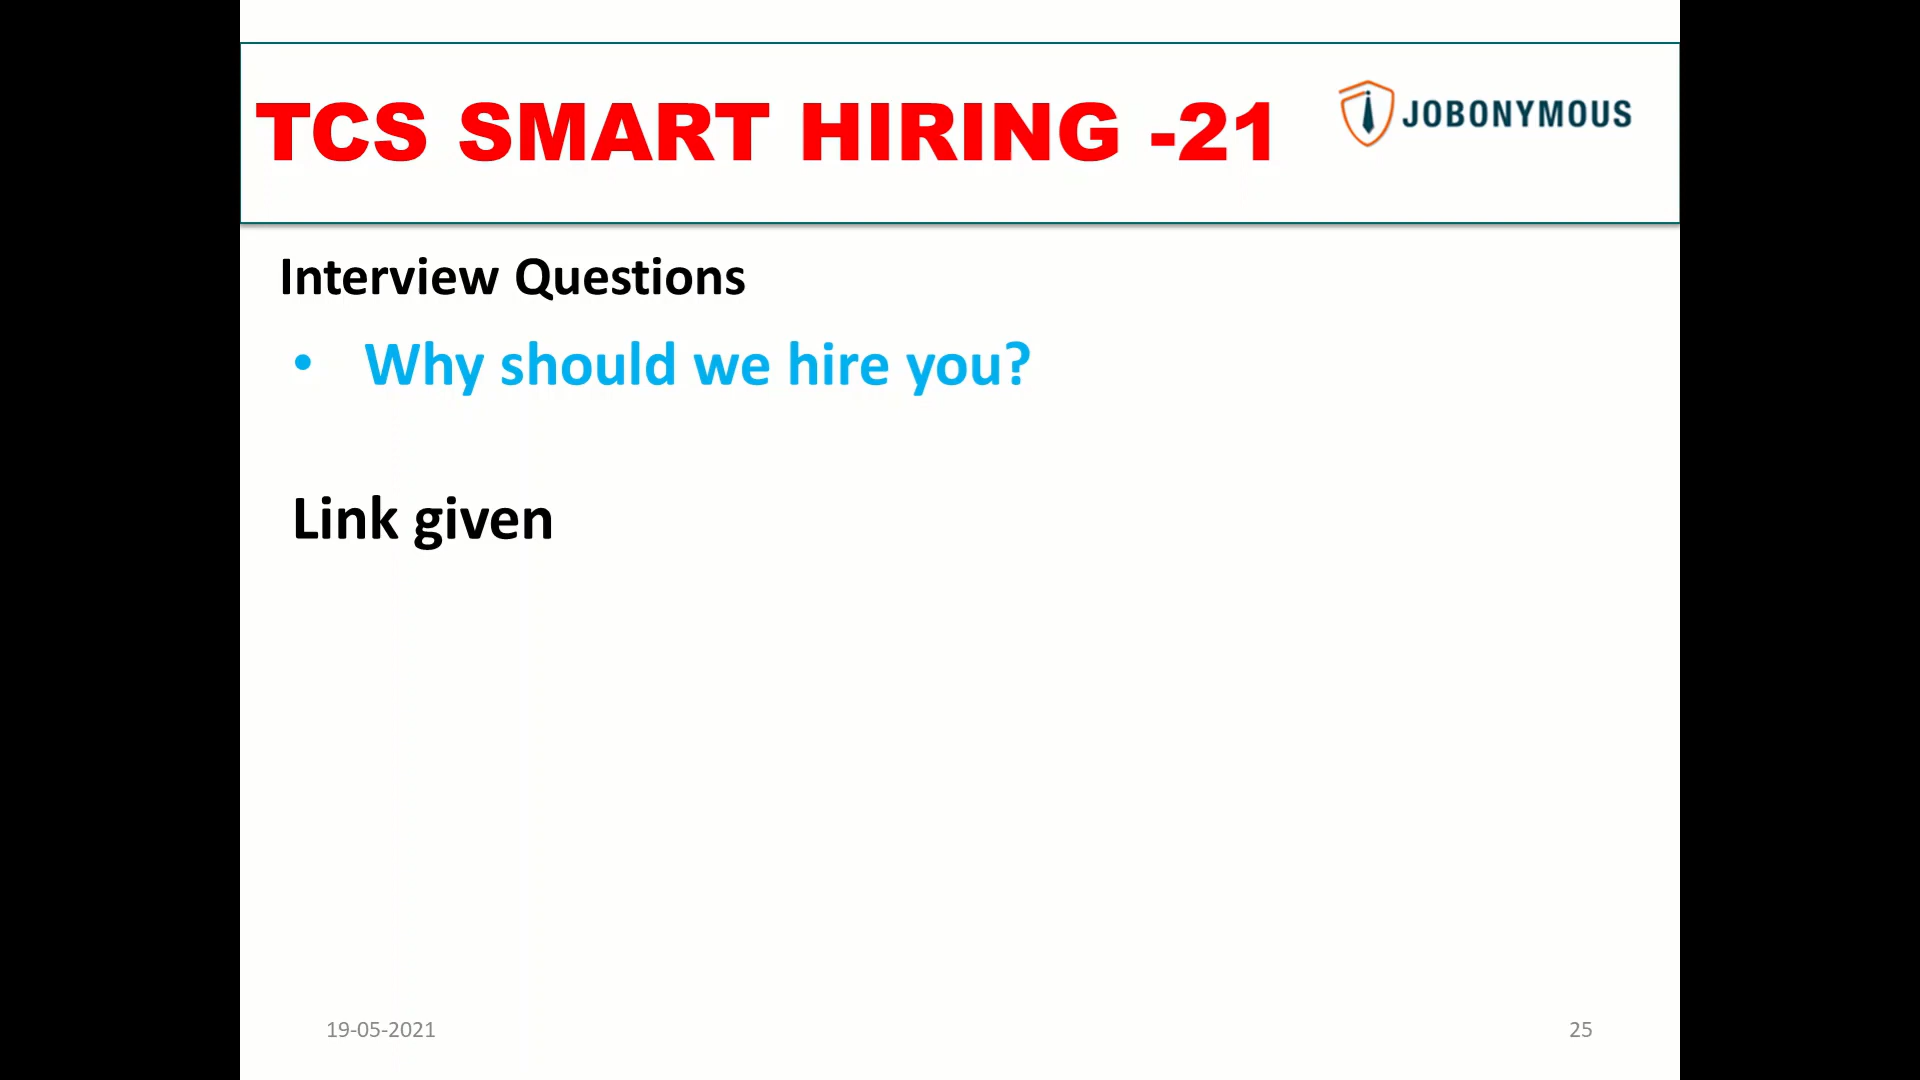 TCS SMART HIRING -21
JOBONYMOUS
Interview Questions
• Why should we hire you?
Link given
19-05-2021
25